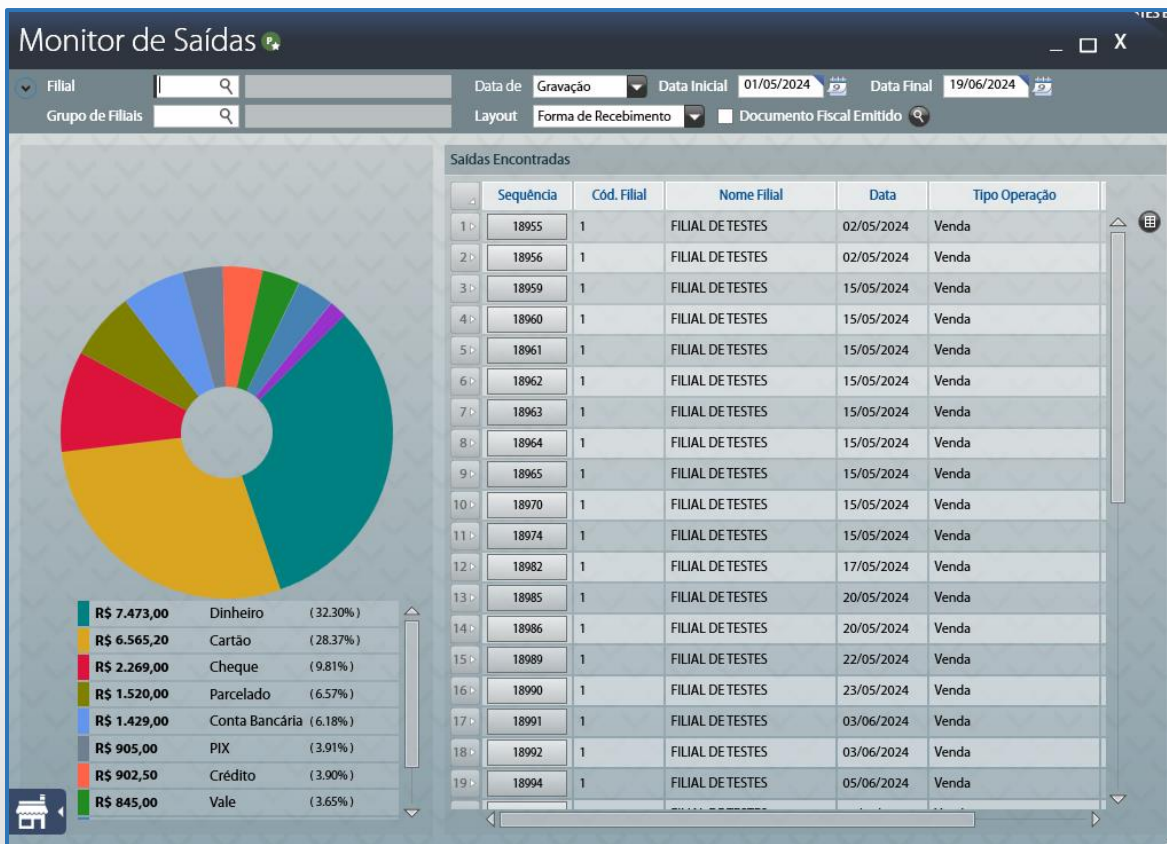 Monitor de Saídas
Filial Data de Gravação Data Inicial 01/05/2024 Data Final 19/06/2024
Grupo de Filiais Layout Forma de Recebimento Documento Fiscal Emitido
Saídas Encontradas
Sequência Cód. Filial Nome Filial Data Tipo Operação
1 18955 1 FILIAL DE TESTES 02/05/2024 Venda
2 18956 1 FILIAL DE TESTES 02/05/2024 Venda
3 18959 1 FILIAL DE TESTES 15/05/2024 Venda
4 18960 1 FILIAL DE TESTES 15/05/2024 Venda
5 18961 1 FILIAL DE TESTES 15/05/2024 Venda
6 18962 1 FILIAL DE TESTES 15/05/2024 Venda
7 18963 1 FILIAL DE TESTES 15/05/2024 Venda
8 18964 1 FILIAL DE TESTES 15/05/2024 Venda
9 18965 1 FILIAL DE TESTES 15/05/2024 Venda
10 18970 1 FILIAL DE TESTES 15/05/2024 Venda
11 18974 1 FILIAL DE TESTES 15/05/2024 Venda
12 18982 1 FILIAL DE TESTES 17/05/2024 Venda
13 18985 1 FILIAL DE TESTES 20/05/2024 Venda
14 18986 1 FILIAL DE TESTES 20/05/2024 Venda
15 18989 1 FILIAL DE TESTES 22/05/2024 Venda
16 18990 1 FILIAL DE TESTES 23/05/2024 Venda
17 18991 1 FILIAL DE TESTES 03/06/2024 Venda
18 18992 1 FILIAL DE TESTES 03/06/2024 Venda
19 18994 1 FILIAL DE TESTES 05/06/2024 Venda
R$ 7.473,00 Dinheiro (32.30%)
R$ 6.565,20 Cartão (28.37%)
R$ 2.269,00 Cheque (9.81%)
R$ 1.520,00 Parcelado (6.57%)
R$ 1.429,00 Conta Bancária (6.18%)
R$ 905,00 PIX (3.91%)
R$ 902,50 Crédito (3.90%)
R$ 845,00 Vale (3.65%)